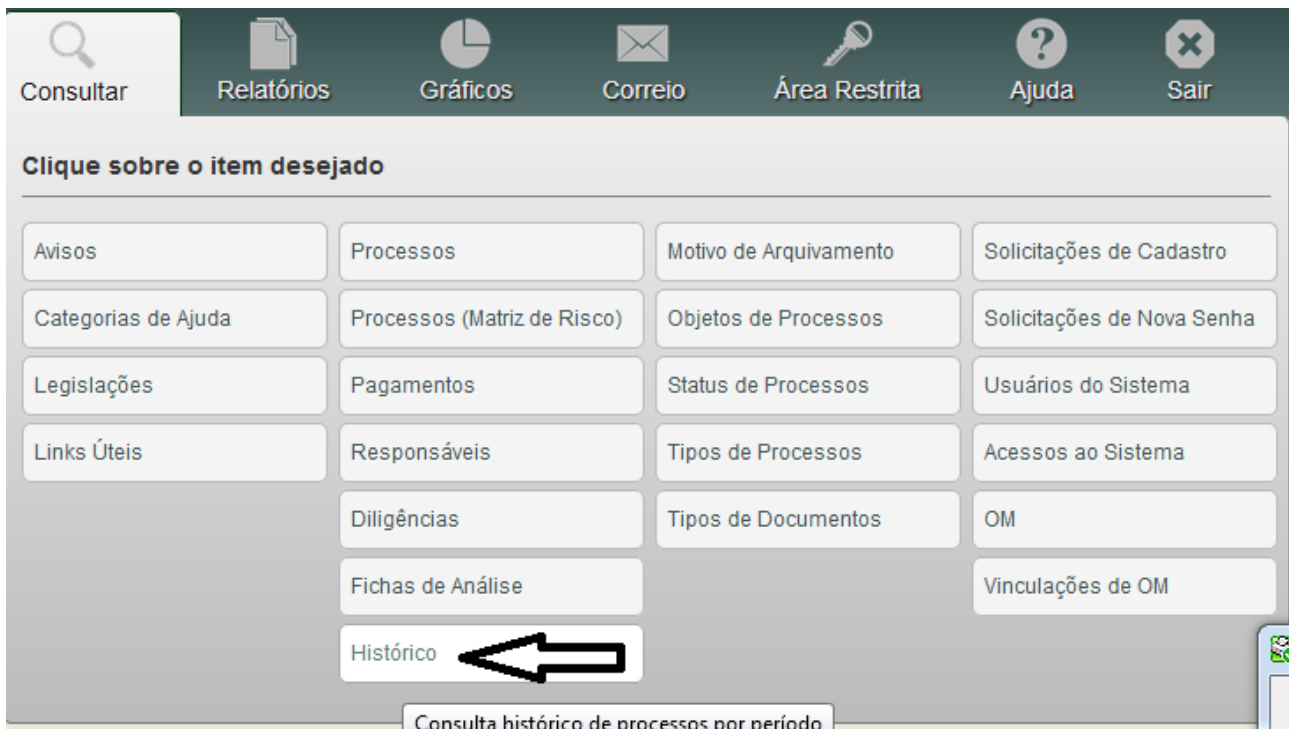 Consultar
Relatórios
Gráficos
Correio
Área Restrita
Ajuda
Sair
Clique sobre o item desejado
Avisos
Processos
Motivo de Arquivamento
Solicitações de Cadastro
Categorias de Ajuda
Processos (Matriz de Risco)
Objetos de Processos
Solicitações de Nova Senha
Legislações
Pagamentos
Status de Processos
Usuários do Sistema
Links Úteis
Responsáveis
Tipos de Processos
Acessos ao Sistema
Diligências
Tipos de Documentos
OM
Fichas de Análise
Vinculações de OM
Histórico
Consulta histórico de processos por período